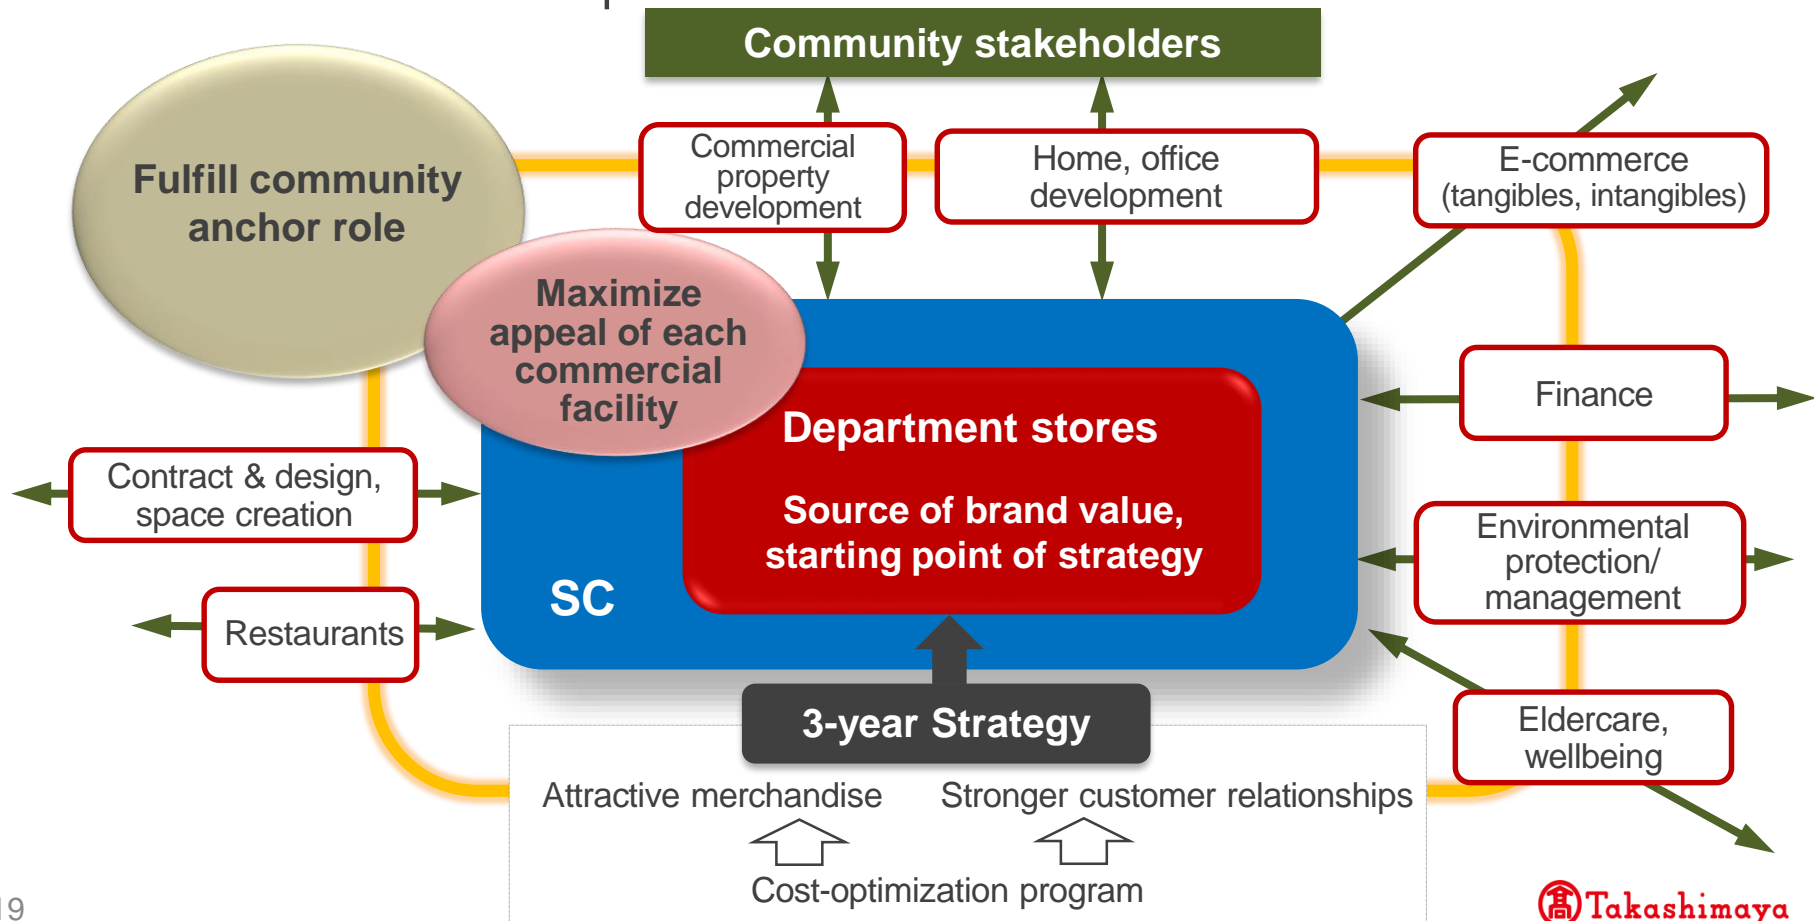 Community stakeholders
Fulfill community
anchor role
Commercial
property
development
Home, office
development
E-commerce
(tangibles, intangibles)
Maximize
appeal of each
commercial
facility
Finance
Department stores
Source of brand value,
starting point of strategy
Contract & design,
space creation
Environmental
protection/
management
SC
Restaurants
3-year Strategy
Eldercare,
wellbeing
Attractive merchandise
Stronger customer relationships
Cost-optimization program
19
髙 Takashimaya